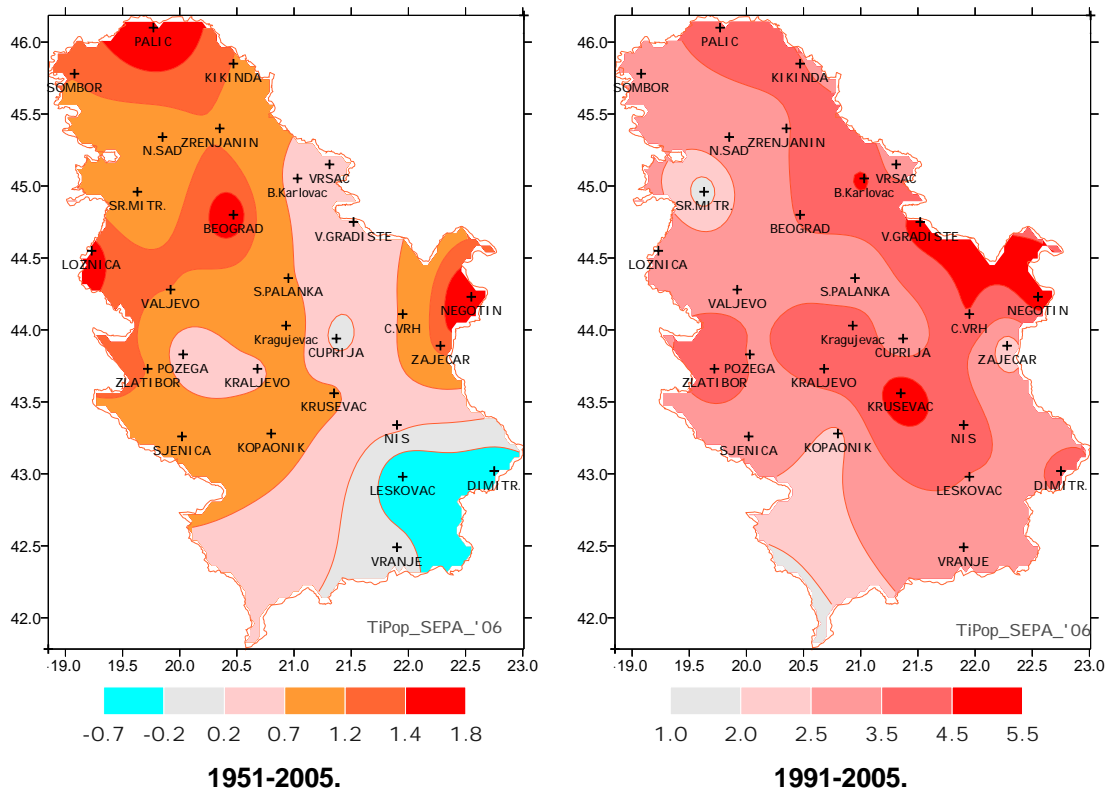 46.0
45.5
45.0
44.5
44.0
43.5
43.0
42.5
42.0
PALIC
KIKINDA
SOMBOR
ZRENJANIN
N.SAD
VRSAC
B.Karlovac
SR.MITR.
BEOGRAD
V.GRADISTE
LOZNICA
S.PALANKA
VALJEVO
NEGOTIN
C.VRH
Kragujevac
CUPRIJA
ZAJECAR
POZEGA
ZLATIBOR
KRALJEVO
KRUSEVAC
NIS
SJENICA
KOPAONIK
LESKOVAC
DIMITR.
VRANJE
TiPop_SEPA_'06
19.0 19.5 20.0 20.5 21.0 21.5 22.0 22.5 23.0
-0.7 -0.2 0.2 0.7 1.2 1.4 1.8
1951-2005.
46.0
45.5
45.0
44.5
44.0
43.5
43.0
42.5
42.0
PALIC
KIKINDA
SOMBOR
ZRENJANIN
N.SAD
VRSAC
B.Karlovac
SR.MITR.
BEOGRAD
V.GRADISTE
LOZNICA
S.PALANKA
VALJEVO
NEGOTIN
C.VRH
Kragujevac
CUPRIJA
ZAJECAR
POZEGA
ZLATIBOR
KRALJEVO
KRUSEVAC
NIS
SJENICA
KOPAONIK
LESKOVAC
DIMITR.
VRANJE
TiPop_SEPA_'06
19.0 19.5 20.0 20.5 21.0 21.5 22.0 22.5 23.0
1.0 2.0 2.5 3.5 4.5 5.5
1991-2005.